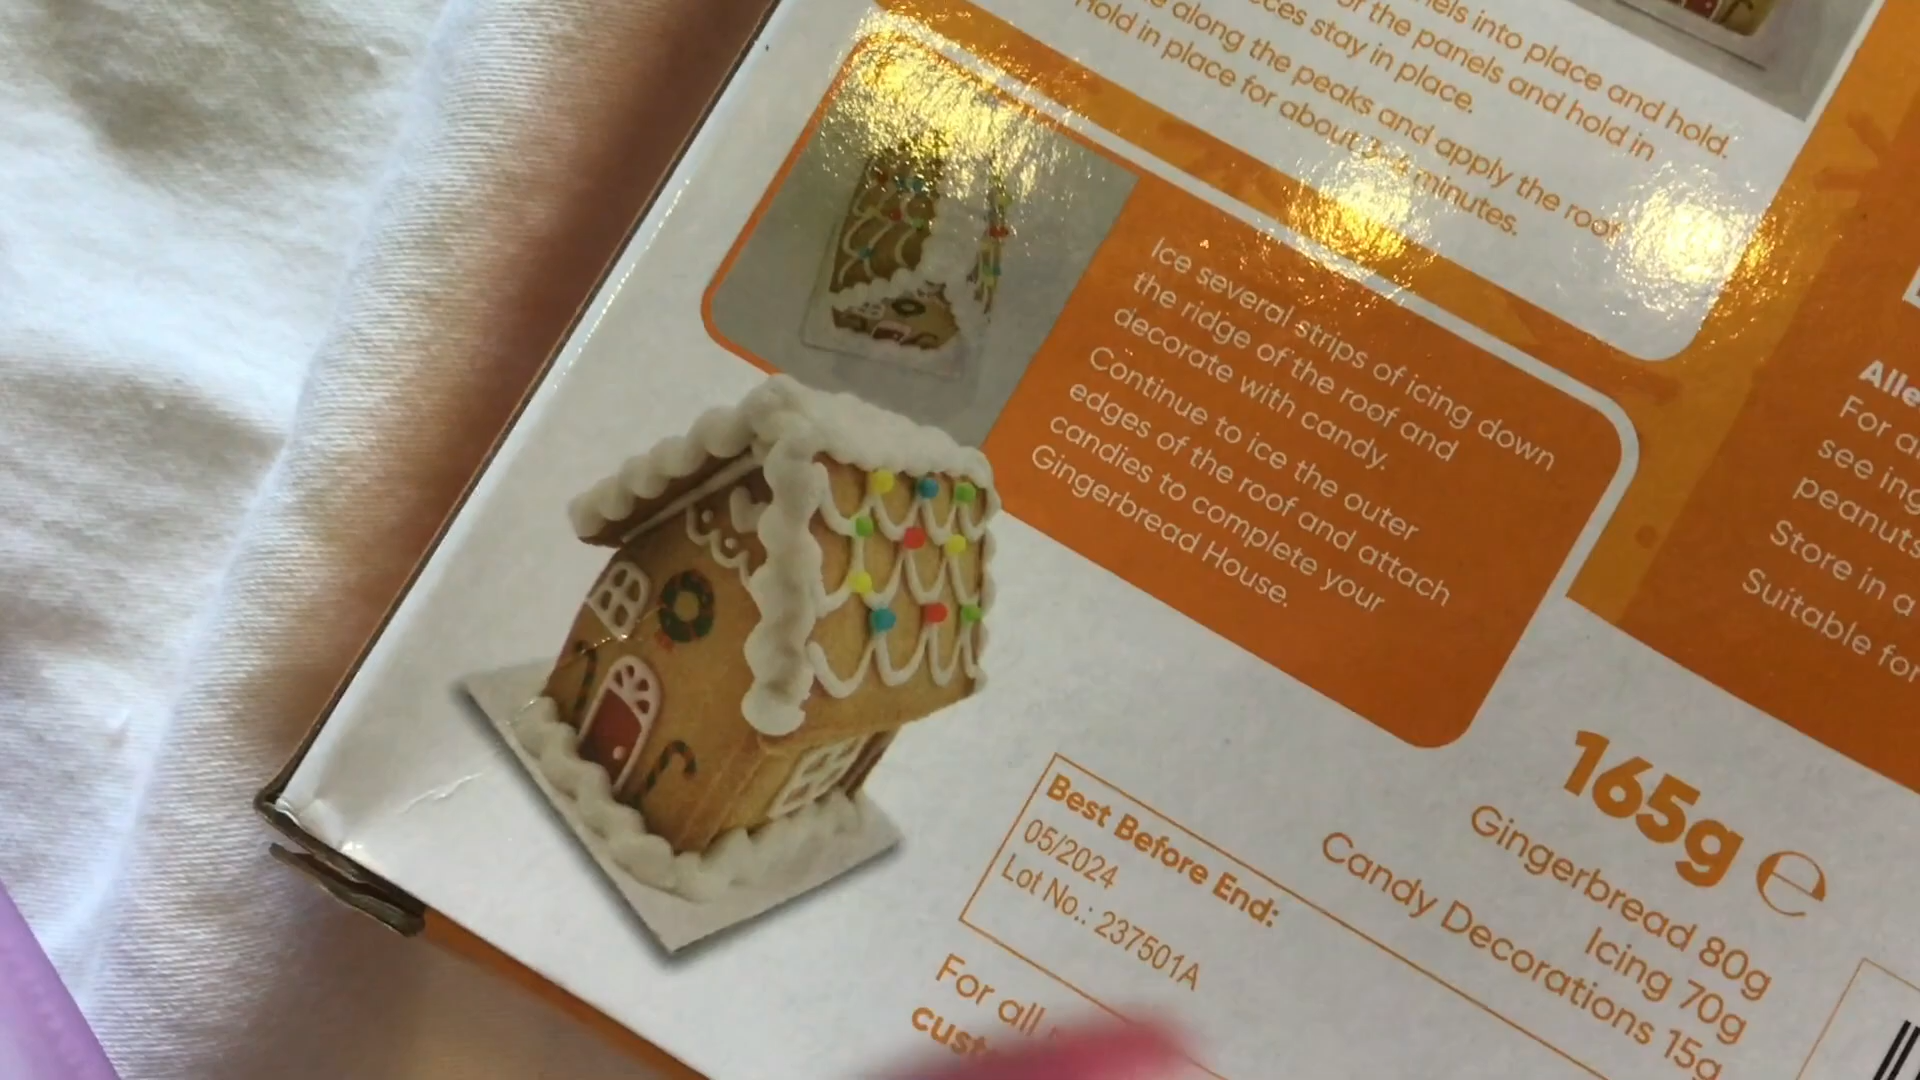 nels into place and hold.
of the panels and hold in
eces stay in place.
along the peaks and apply the roof
Hold in place for about minutes.
Ice several strips of icing down
the ridge of the roof and
decorate with candy.
Continue to ice the outer
edges of the roof and attach
candies to complete your
Gingerbread House.
Alle
For a
see ing
peanuts
Store in a
Suitable for
165g e
Gingerbread 80g
Icing 70g
Candy Decorations 15g
Best Before End:
05/2024
Lot No.: 237501A
For all
cust